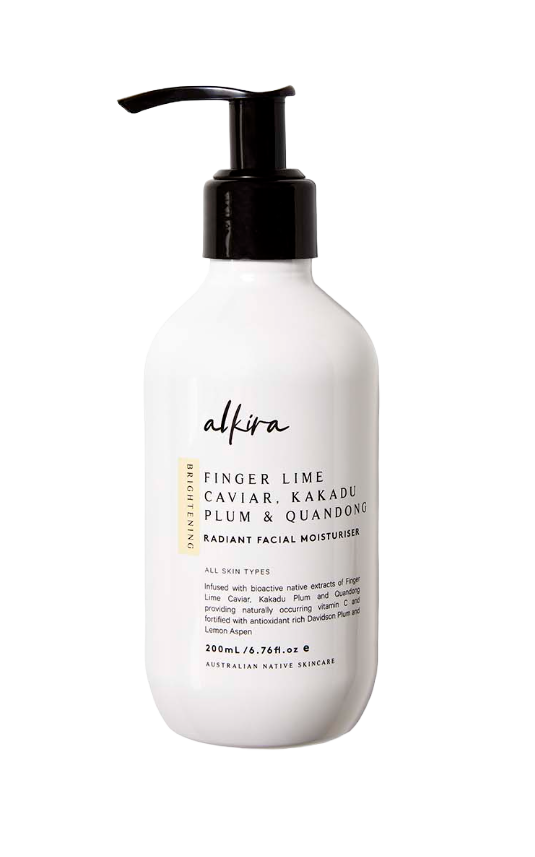 alkira
BRIGHTENING
FINGER LIME
CAVIAR, KAKADU
PLUM & QUANDONG
RADIANT FACIAL MOISTURISER
ALL SKIN TYPES
Infused with bioactive native extracts of Finger
Lime Caviar, Kakadu Plum and Quandong
providing naturally occurring vitamin C and
fortified with antioxidant rich Davidson Plum and
Lemon Aspen
200mL/6.76fl.oz e
AUSTRALIAN NATIVE SKINCARE